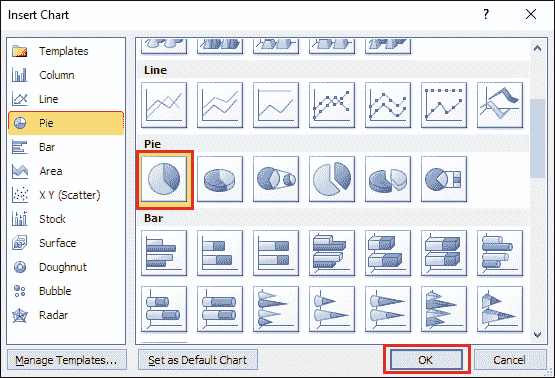 Insert Chart
?
Templates
Column
Line
Pie
Bar
Area
X Y (Scatter)
Stock
Surface
Doughnut
Bubble
Radar
Line
Pie
Bar
Manage Templates...
Set as Default Chart
OK
Cancel